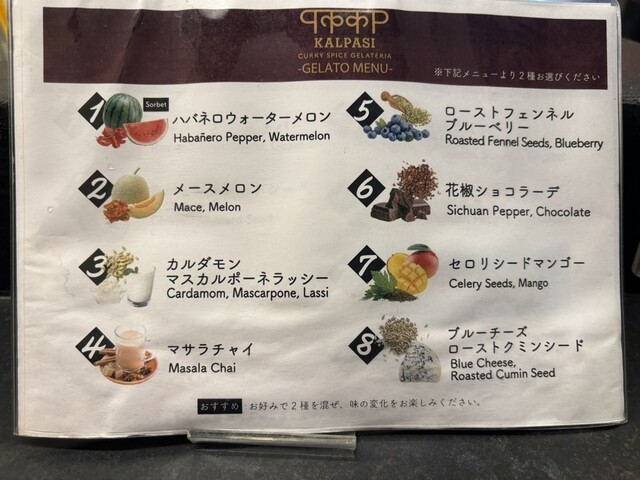 KALPASI
CURRY SPICE GELATERIA
-GELATO MENU-
※下記メニューより2種お選びください
1
Sorbet
ハバネロウォーターメロン
Habañero Pepper, Watermelon
2
メースメロン
Mace, Melon
3
カルダモン
マスカルポーネラッシー
Cardamom, Mascarpone, Lassi
4
マサラチャイ
Masala Chai
5
ローストフェンネル
ブルーベリー
Roasted Fennel Seeds, Blueberry
6
花椒ショコラーデ
Sichuan Pepper, Chocolate
7
セロリシードマンゴー
Celery Seeds, Mango
8
ブルーチーズ
ローストクミンシード
Blue Cheese,
Roasted Cumin Seed
おすすめ お好みで2種を混ぜ、味の変化をお楽しみください。